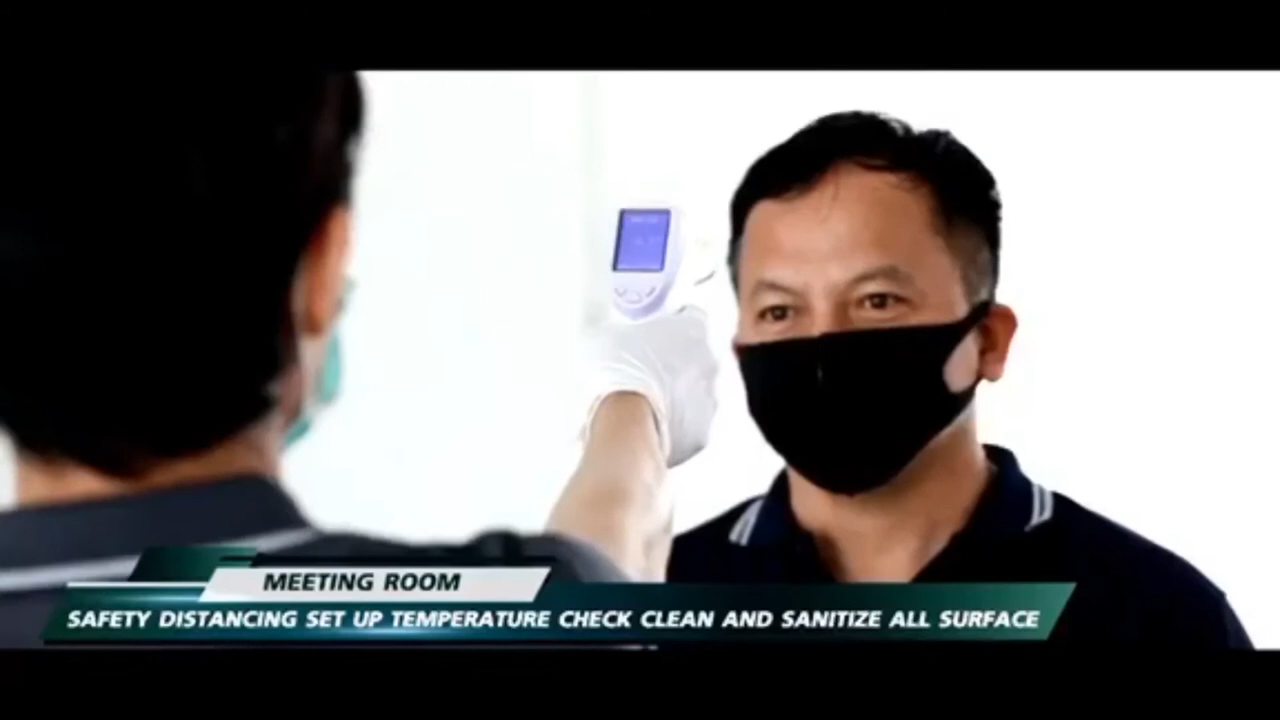 MEETING ROOM
SAFETY DISTANCING SET UP TEMPERATURE CHECK CLEAN AND SANITIZE ALL SURFACE